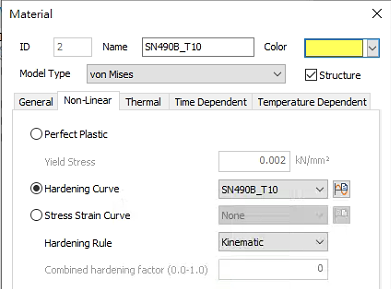 Material
ID 2 Name SN490B_T10 Color
Model Type von Mises Structure
General Non-Linear Thermal Time Dependent Temperature Dependent
Perfect Plastic
Yield Stress 0.002 kN/mm²
Hardening Curve SN490B_T10
Stress Strain Curve None
Hardening Rule Kinematic
Combined hardening factor (0.0-1.0) 0